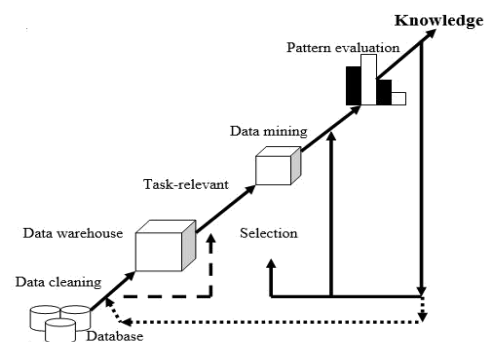 Knowledge
Pattern evaluation
Data mining
Task-relevant
Data warehouse
Selection
Data cleaning
Database